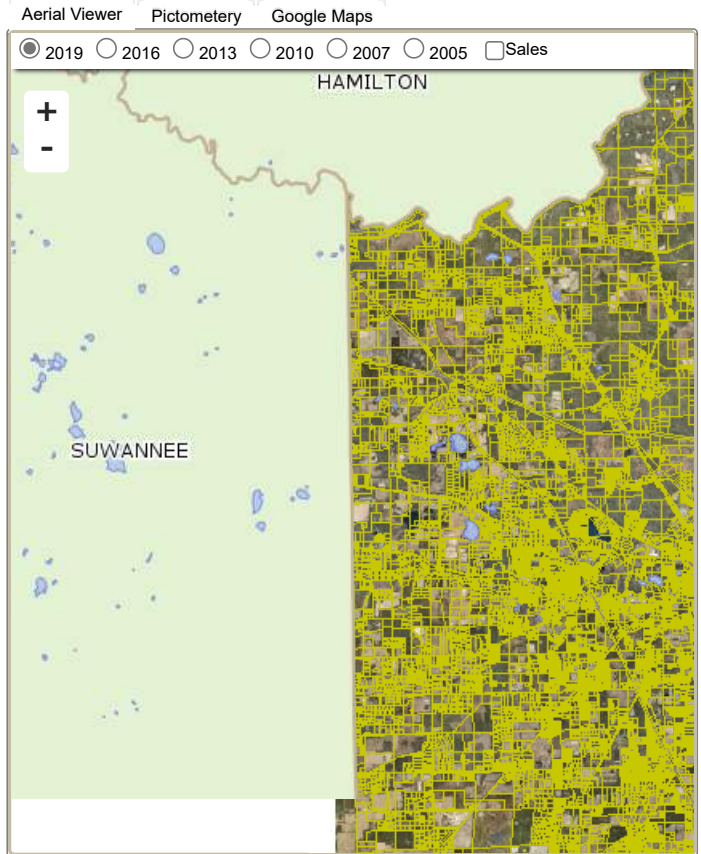 Aerial Viewer Pictometery Google Maps
2019 2016 2013 2010 2007 2005 Sales
HAMILTON
+
-
SUWANNEE